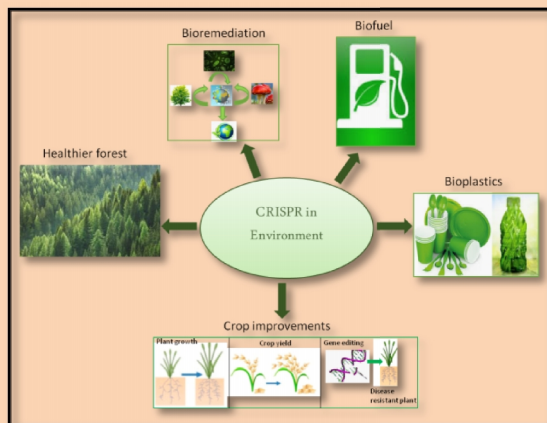 Bioremediation
Biofuel
Healthier forest
CRISPR in
Environment
Bioplastics
Crop improvements
Plant growth
Crop yield
Gene editing
Disease
resistant plant